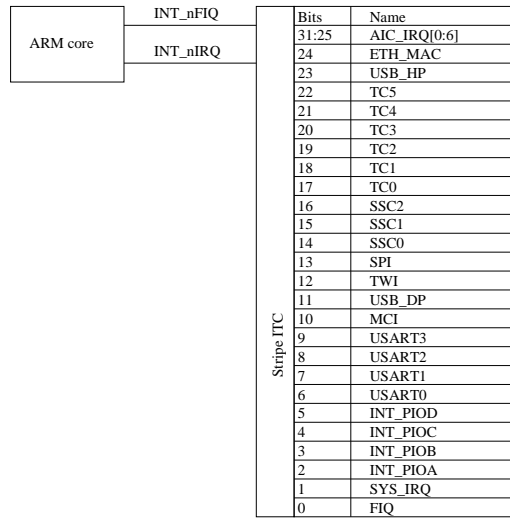 INT_nFIQ
ARM core
INT_nIRQ
Stripe ITC
Bits Name
31:25 AIC_IRQ[0:6]
24 ETH_MAC
23 USB_HP
22 TC5
21 TC4
20 TC3
19 TC2
18 TC1
17 TC0
16 SSC2
15 SSC1
14 SSC0
13 SPI
12 TWI
11 USB_DP
10 MCI
9 USART3
8 USART2
7 USART1
6 USART0
5 INT_PIOD
4 INT_PIOC
3 INT_PIOB
2 INT_PIOA
1 SYS_IRQ
0 FIQ